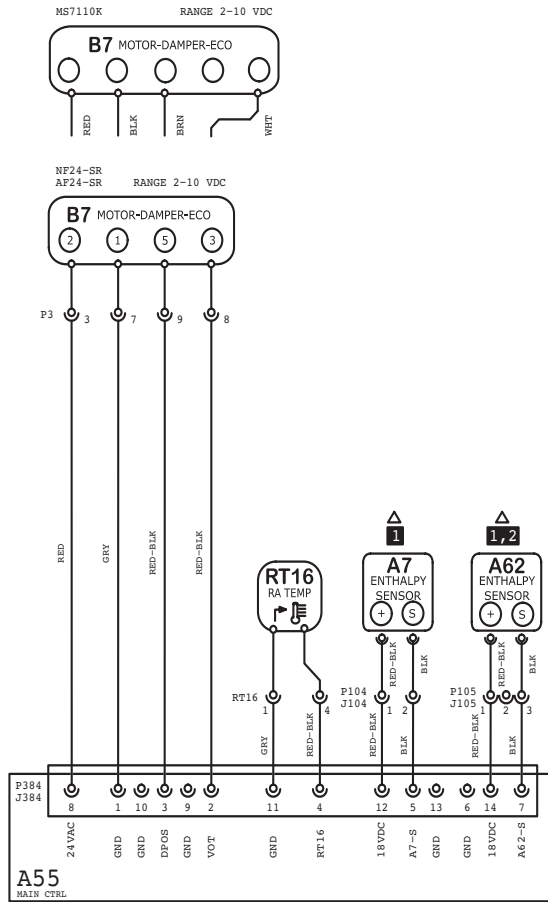 MS7110K RANGE 2-10 VDC
B7 MOTOR-DAMPER-ECO
RED BLK BRN WHT
NF24-SR
AF24-SR RANGE 2-10 VDC
B7 MOTOR-DAMPER-ECO
2 1 5 3
P3 3 7 9 8
1 1,2
RED GRY RED-BLK RED-BLK
RT16
RA TEMP
A7
ENTHALPY
SENSOR
+ S
A62
ENTHALPY
SENSOR
+ S
RED-BLK BLK RED-BLK BLK
RT16 1 4
P104
J104 1 2
P105
J105 1 2 3
GRY RED-BLK RED-BLK BLK RED-BLK BLK
P384
J384
8 1 10 3 9 2 11 4 12 5 13 6 14 7
24VAC GND GND DPOS GND VOT GND RT16 18VDC A7-S GND GND 18VDC A62-S
A55
MAIN CTRL